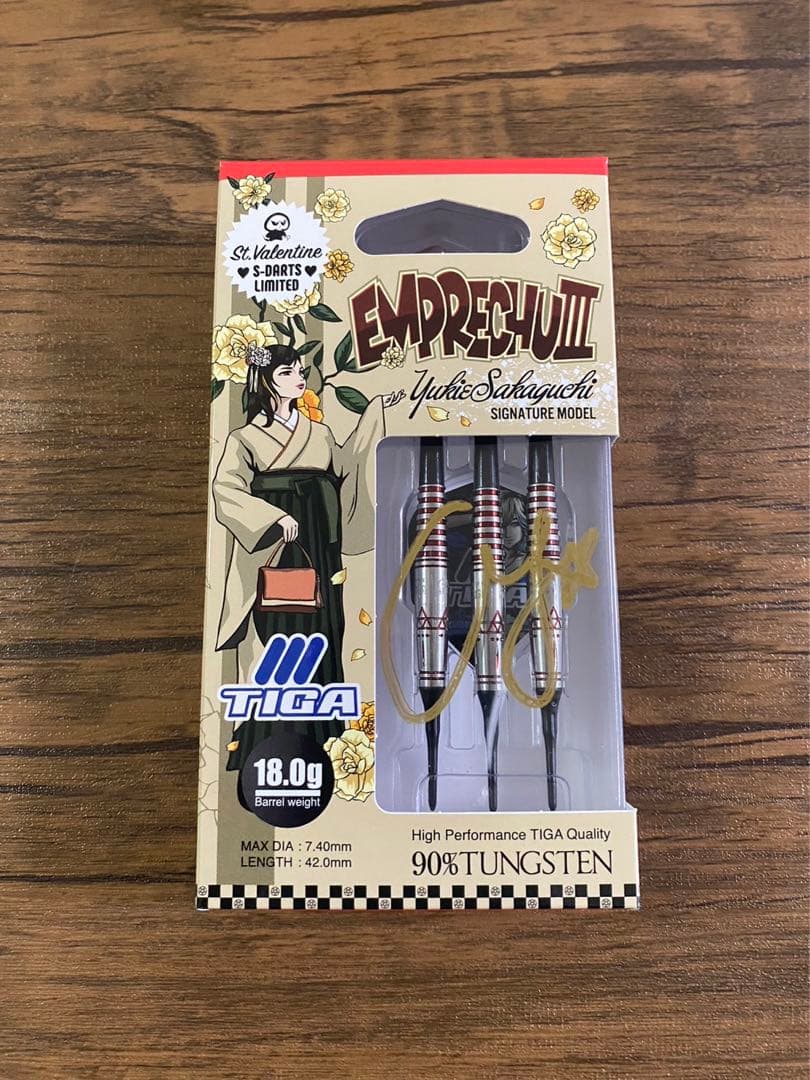 St. Valentine
S-DARTS
LIMITED
EMPRECHU III
Yukie Sakaguchi
SIGNATURE MODEL
TIGA
TIGA
18.0g
Barrel weight
MAX DIA : 7.40mm
LENGTH : 42.0mm
High Performance TIGA Quality
90%TUNGSTEN